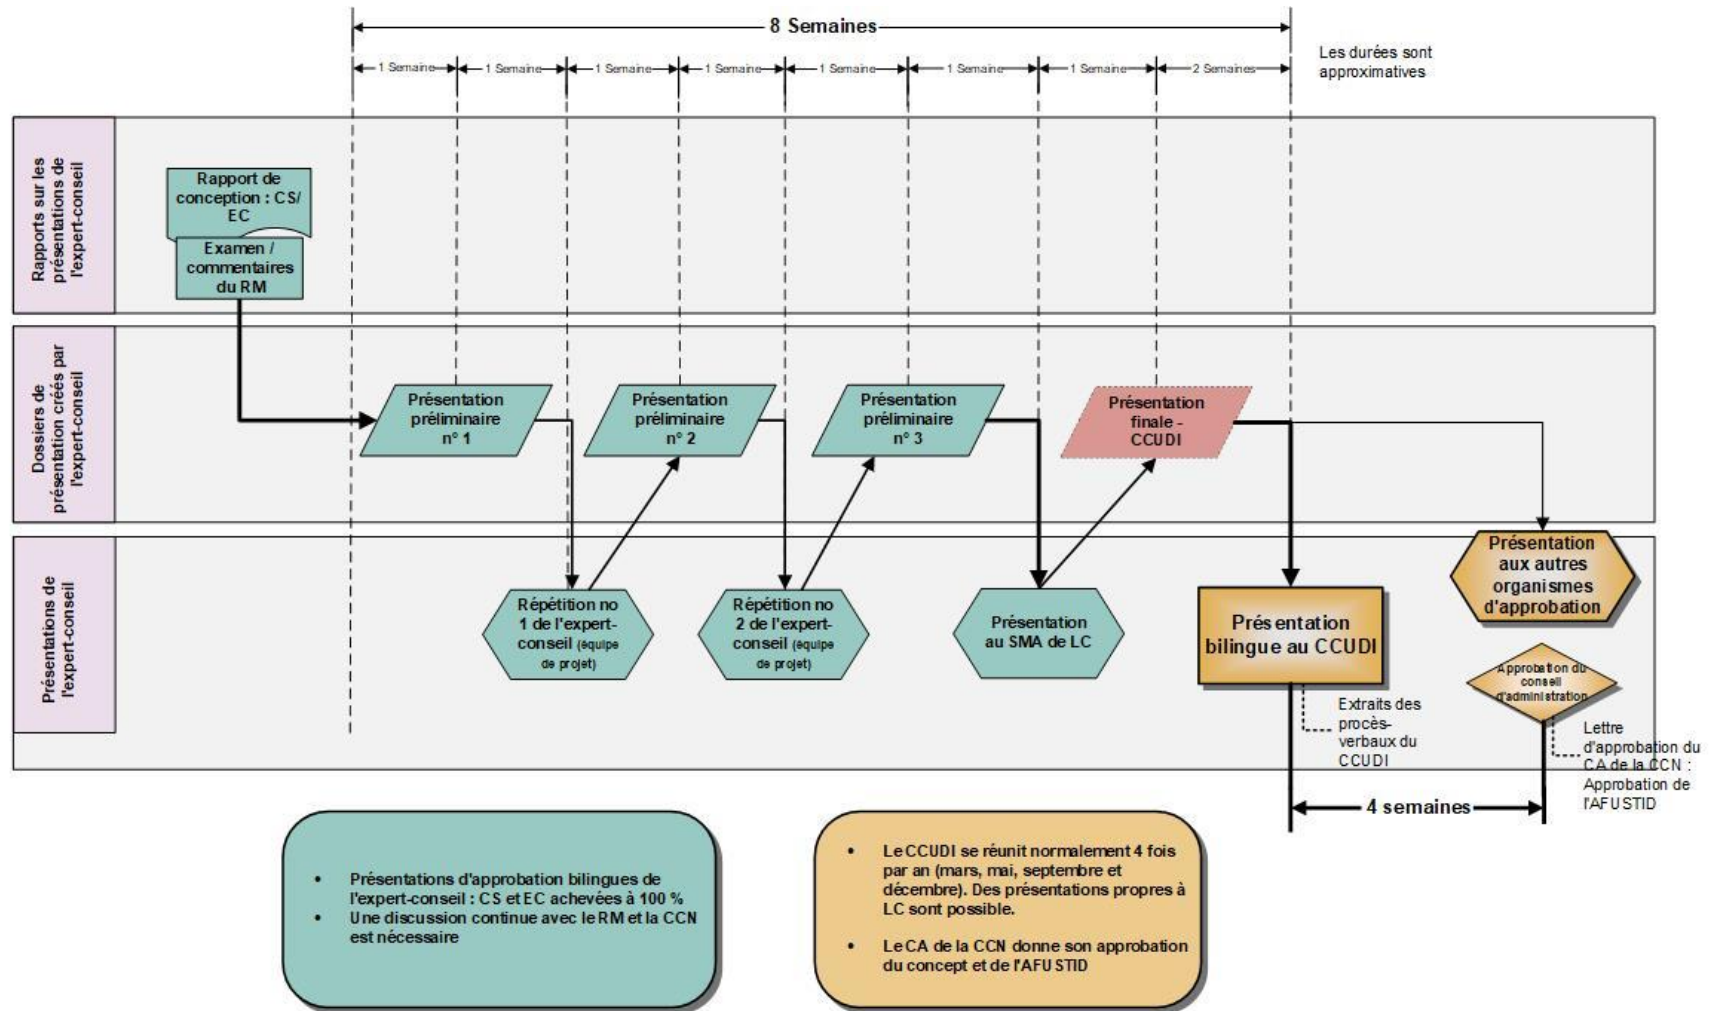 8 Semaines
Les durées sont
approximatives
1 Semaine
1 Semaine
1 Semaine
1 Semaine
1 Semaine
1 Semaine
1 Semaine
2 Semaines
Rapports sur les
présentations de
l'expert-conseil
Rapport de
conception : CS/
EC
Examen /
commentaires
du RM
Dossiers de
présentation créés par
l'expert-conseil
Présentation
préliminaire
n° 1
Présentation
préliminaire
n° 2
Présentation
préliminaire
n° 3
Présentation
finale -
CCUDI
Présentations de
l'expert-conseil
Répétition no
1 de l'expert-
conseil (équipe
de projet)
Répétition no
2 de l'expert-
conseil (équipe
de projet)
Présentation
au SMA de LC
Présentation
bilingue au CCUDI
Présentation
aux autres
organismes
d'approbation
Approbation du
conseil
d'administration
Extraits des
procès-
verbaux du
CCUDI
Lettre
d'approbation du
CA de la CCN :
Approbation de
l'AFUSTID
4 semaines
• Présentations d'approbation bilingues de
l'expert-conseil : CS et EC achevées à 100 %
• Une discussion continue avec le RM et la CCN
est nécessaire
• Le CCUDI se réunit normalement 4 fois
par an (mars, mai, septembre et
décembre). Des présentations propres à
LC sont possible.
• Le CA de la CCN donne son approbation
du concept et de l'AFUSTID